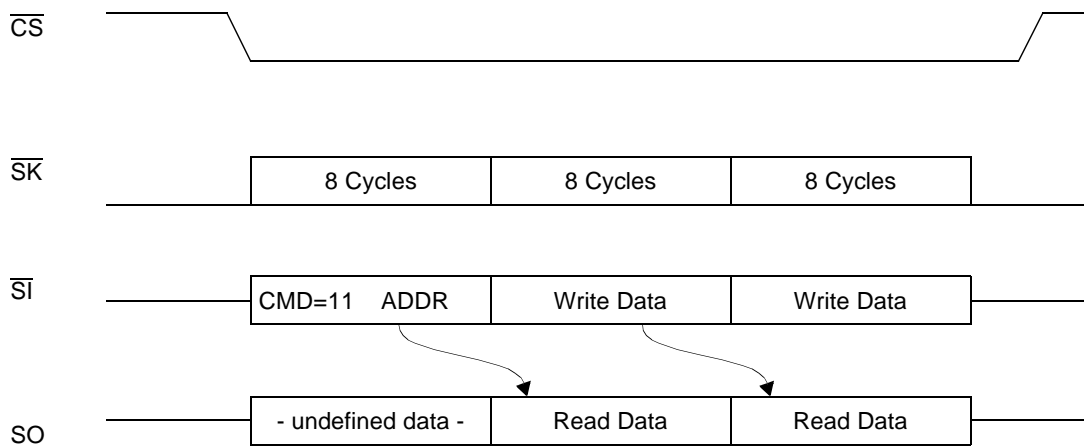 CS
SK
8 Cycles 8 Cycles 8 Cycles
SI
CMD=11 ADDR Write Data Write Data
SO
- undefined data - Read Data Read Data